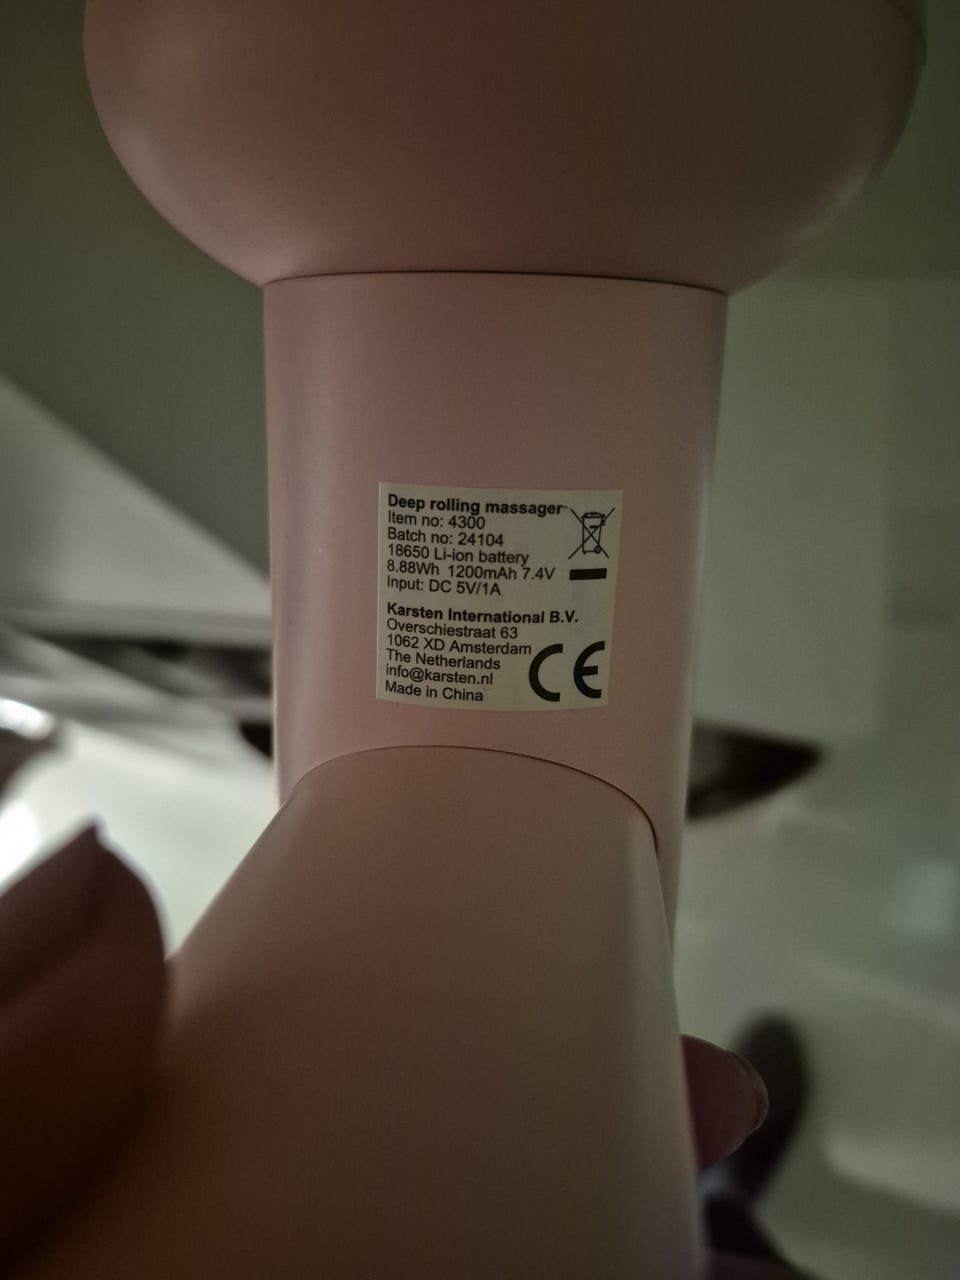 Deep rolling massager
Item no: 4300
Batch no: 24104
18650 Li-ion battery
8.88Wh 1200mAh 7.4V
Input: DC 5V/1A
Karsten International B.V.
Overschiestraat 63
1062 XD Amsterdam
The Netherlands
info@karsten.nl
Made in China
CE